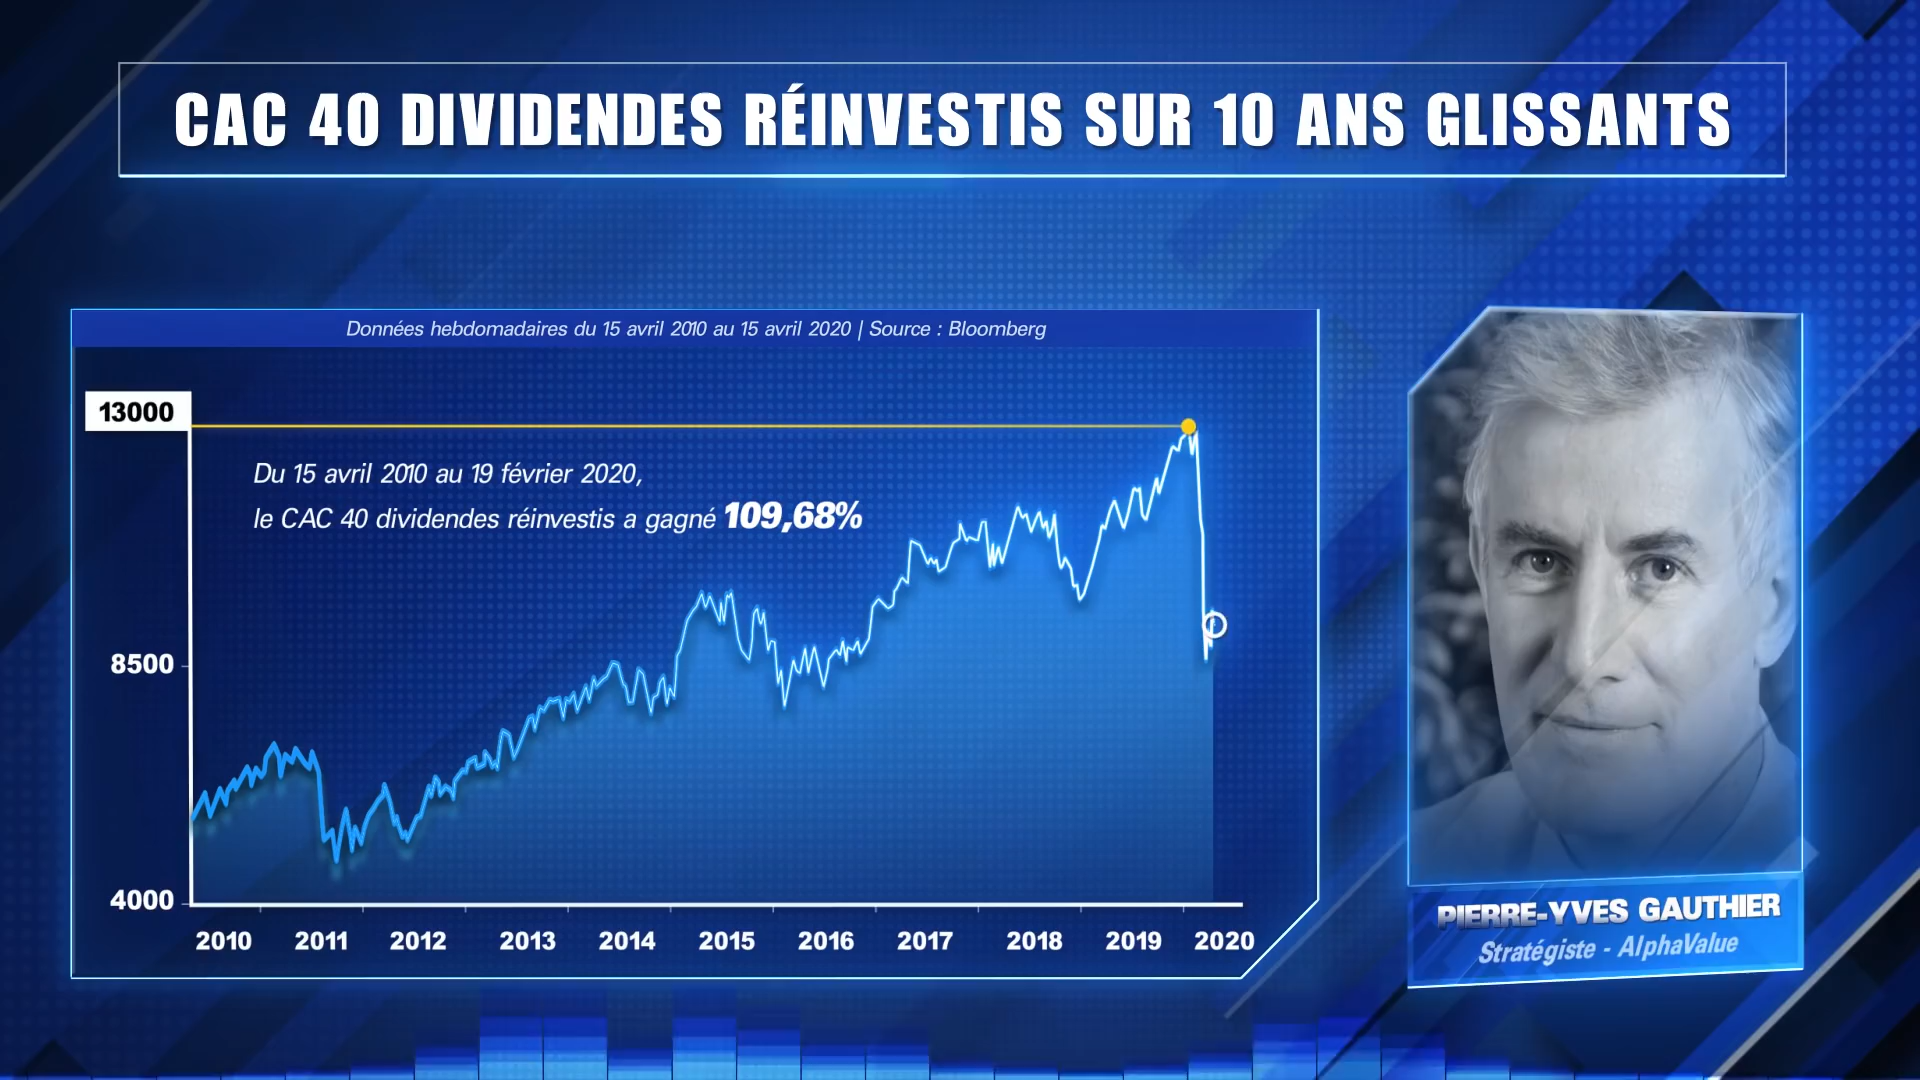 CAC 40 DIVIDENDES RÉINVESTIS SUR 10 ANS GLISSANTS
Données hebdomadaires du 15 avril 2010 au 15 avril 2020 | Source : Bloomberg
13000
Du 15 avril 2010 au 19 février 2020,
le CAC 40 dividendes réinvestis a gagné 109,68%
8500
4000
2010 2011 2012 2013 2014 2015 2016 2017 2018 2019 2020
PIERRE-YVES GAUTHIER
Stratégiste - AlphaValue